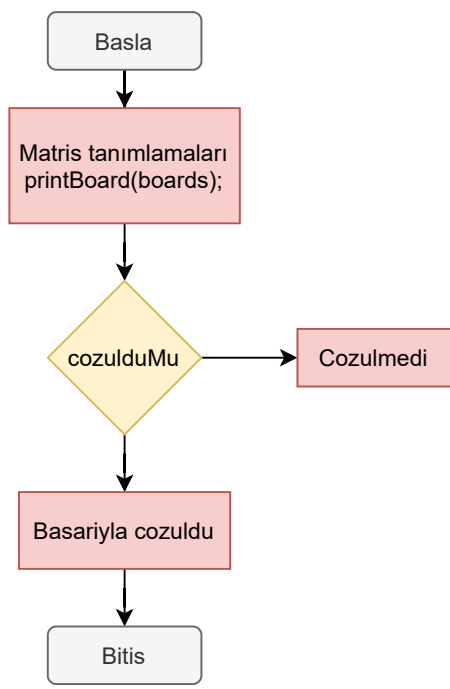 Basla
Matris tanımlamaları
printBoard(boards);
cozulduMu
Cozulmedi
Basariyla cozuldu
Bitis